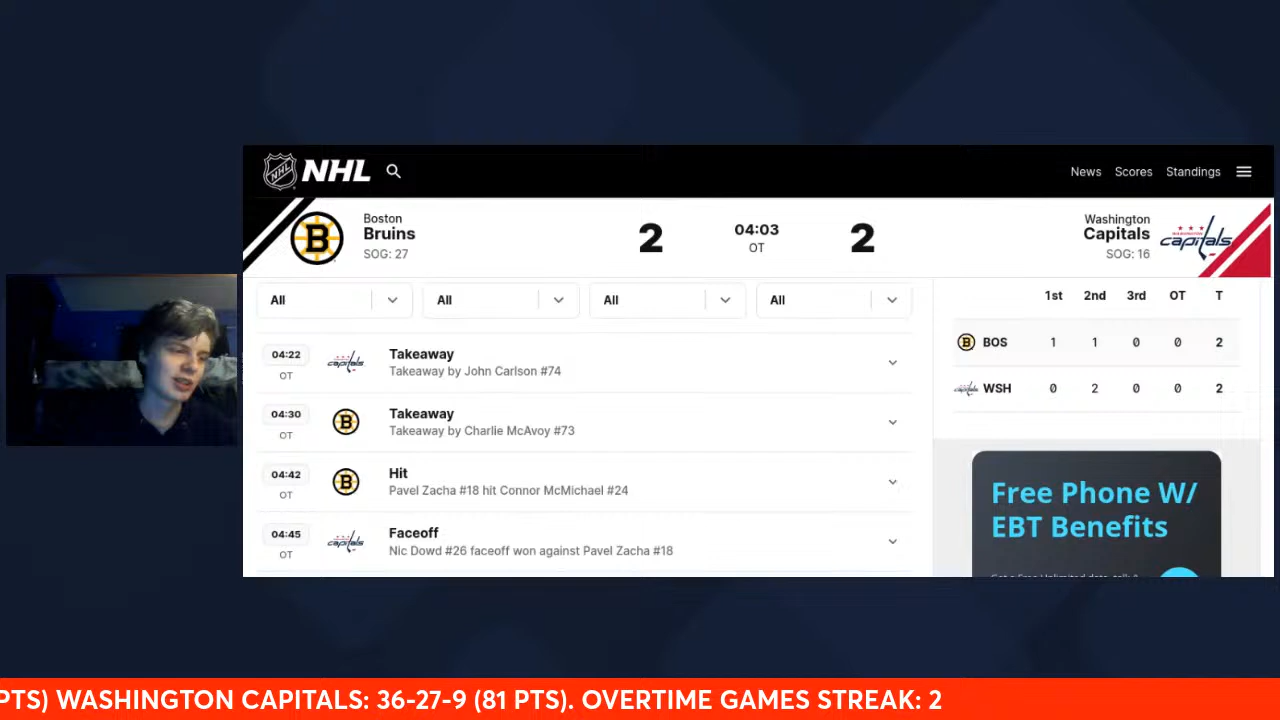 NHL
NHL
News Scores Standings
Boston
Bruins
SOG: 27
2
04:03
OT
2
Washington
Capitals
SOG: 16
capitals
B
All All All All
04:22
OT
capitals
Takeaway
Takeaway by John Carlson #74
04:30
OT
B
Takeaway
Takeaway by Charlie McAvoy #73
04:42
OT
B
Hit
Pavel Zacha #18 hit Connor McMichael #24
04:45
OT
capitals
Faceoff
Nic Dowd #26 faceoff won against Pavel Zacha #18
1st 2nd 3rd OT T
B BOS 1 1 0 0 2
capitals WSH 0 2 0 0 2
Free Phone W/
EBT Benefits
PTS) WASHINGTON CAPITALS: 36-27-9 (81 PTS). OVERTIME GAMES STREAK: 2